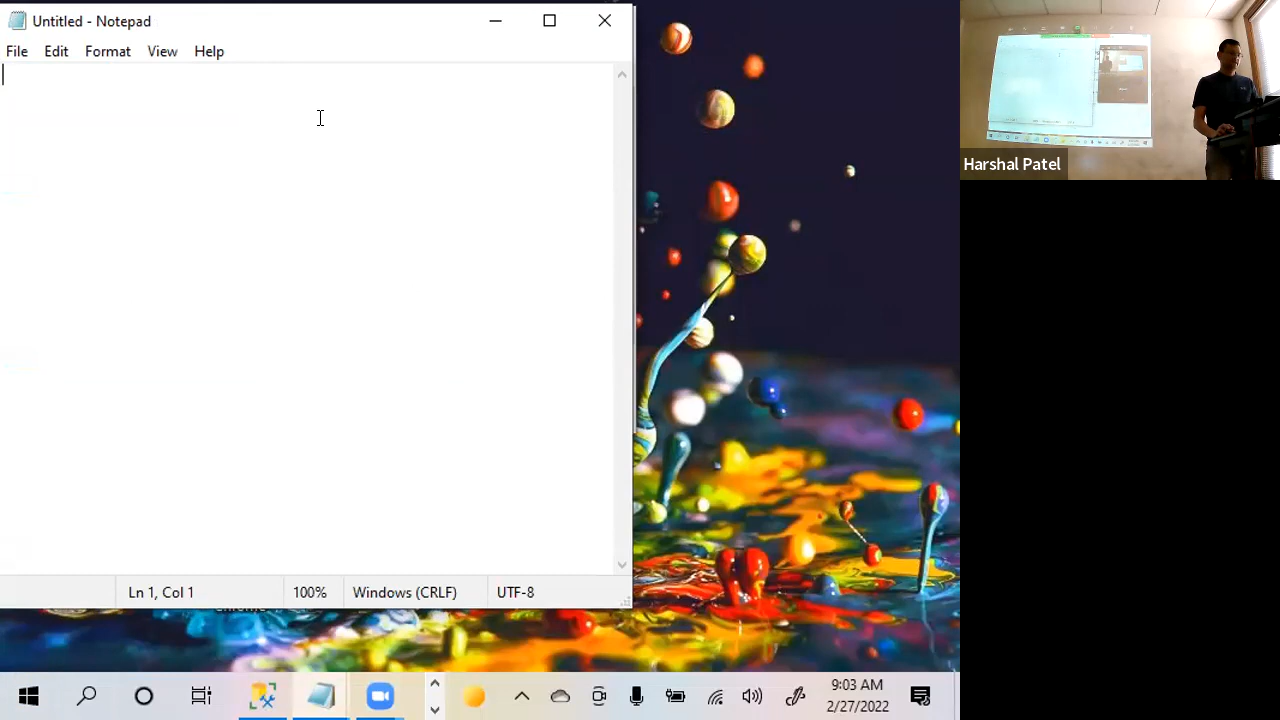 Untitled - Notepad
File Edit Format View Help
Ln 1, Col 1 100% Windows (CRLF) UTF-8
Chrome
9:03 AM
2/27/2022
Harshal Patel